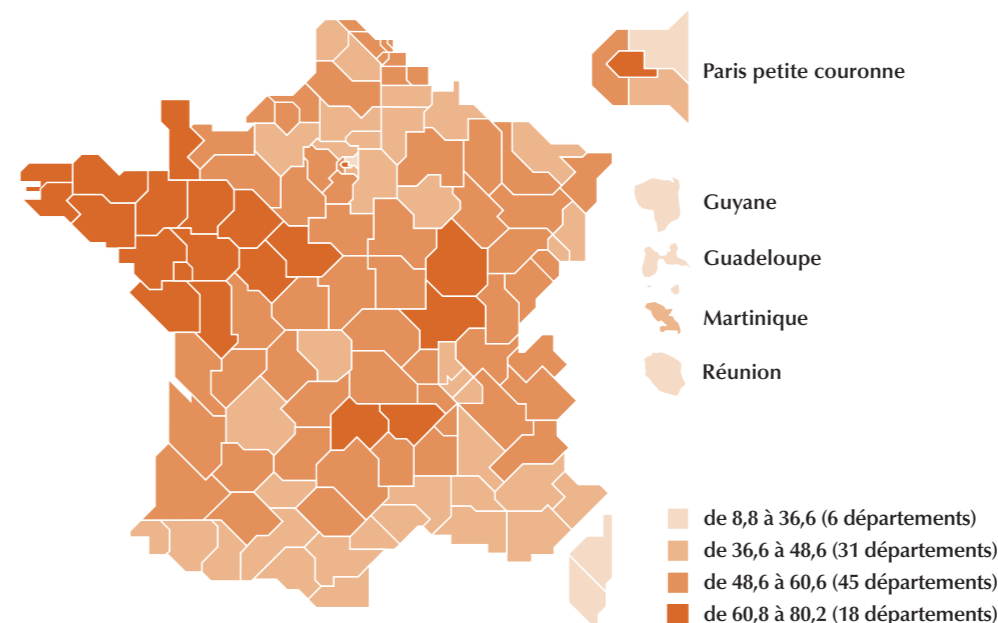 Paris petite couronne
Guyane
Guadeloupe
Martinique
Réunion
de 8,8 à 36,6 (6 départements)
de 36,6 à 48,6 (31 départements)
de 48,6 à 60,6 (45 départements)
de 60,8 à 80,2 (18 départements)